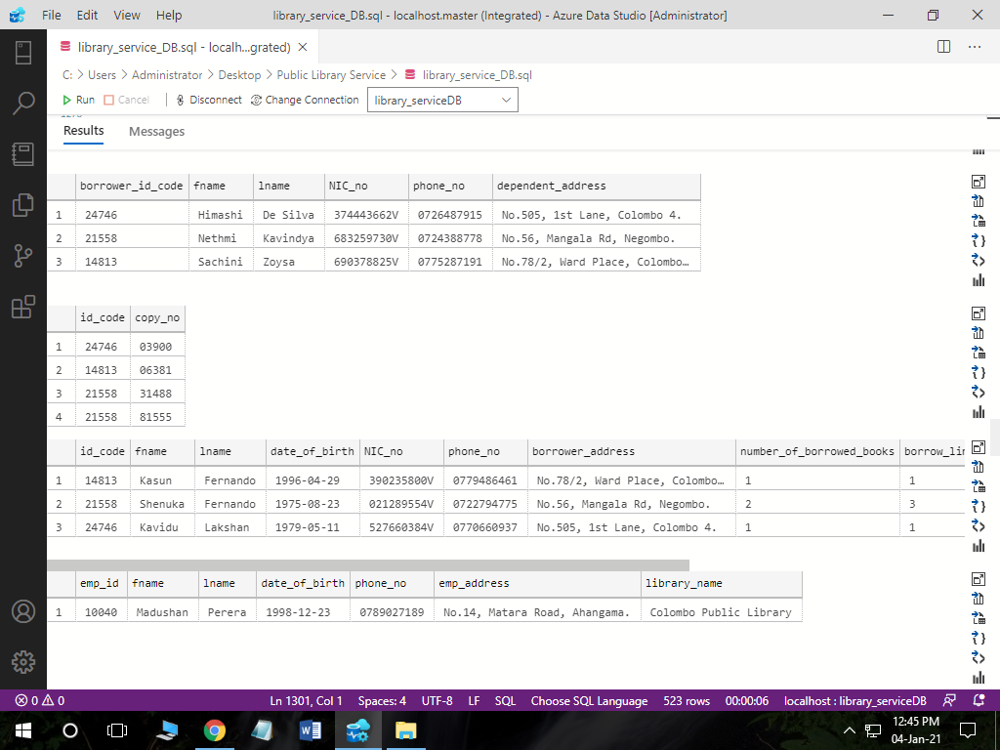 File Edit View Help library_service_DB.sql - localhost.master (Integrated) - Azure Data Studio [Administrator]
library_service_DB.sql - localh...grated)
C: > Users > Administrator > Desktop > Public Library Service > library_service_DB.sql
Run Cancel Disconnect Change Connection library_serviceDB
Results Messages
borrower_id_code fname lname NIC_no phone_no dependent_address
1 24746 Himashi De Silva 374443662V 0726487915 No.505, 1st Lane, Colombo 4.
2 21558 Nethmi Kavindya 683259730V 0724388778 No.56, Mangala Rd, Negombo.
3 14813 Sachini Zoysa 690378825V 0775287191 No.78/2, Ward Place, Colombo…
id_code copy_no
1 24746 03900
2 14813 06381
3 21558 31488
4 21558 81555
id_code fname lname date_of_birth NIC_no phone_no borrower_address number_of_borrowed_books borrow_li
1 14813 Kasun Fernando 1996-04-29 390235800V 0779486461 No.78/2, Ward Place, Colombo… 1 1
2 21558 Shenuka Fernando 1975-08-23 021289554V 0722794775 No.56, Mangala Rd, Negombo. 2 3
3 24746 Kavidu Lakshan 1979-05-11 527660384V 0770660937 No.505, 1st Lane, Colombo 4. 1 1
emp_id fname lname date_of_birth phone_no emp_address library_name
1 10040 Madushan Perera 1998-12-23 0789027189 No.14, Matara Road, Ahangama. Colombo Public Library
0 0 Ln 1301, Col 1 Spaces: 4 UTF-8 LF SQL Choose SQL Language 523 rows 00:00:06 localhost : library_serviceDB
12:45 PM
04-Jan-21